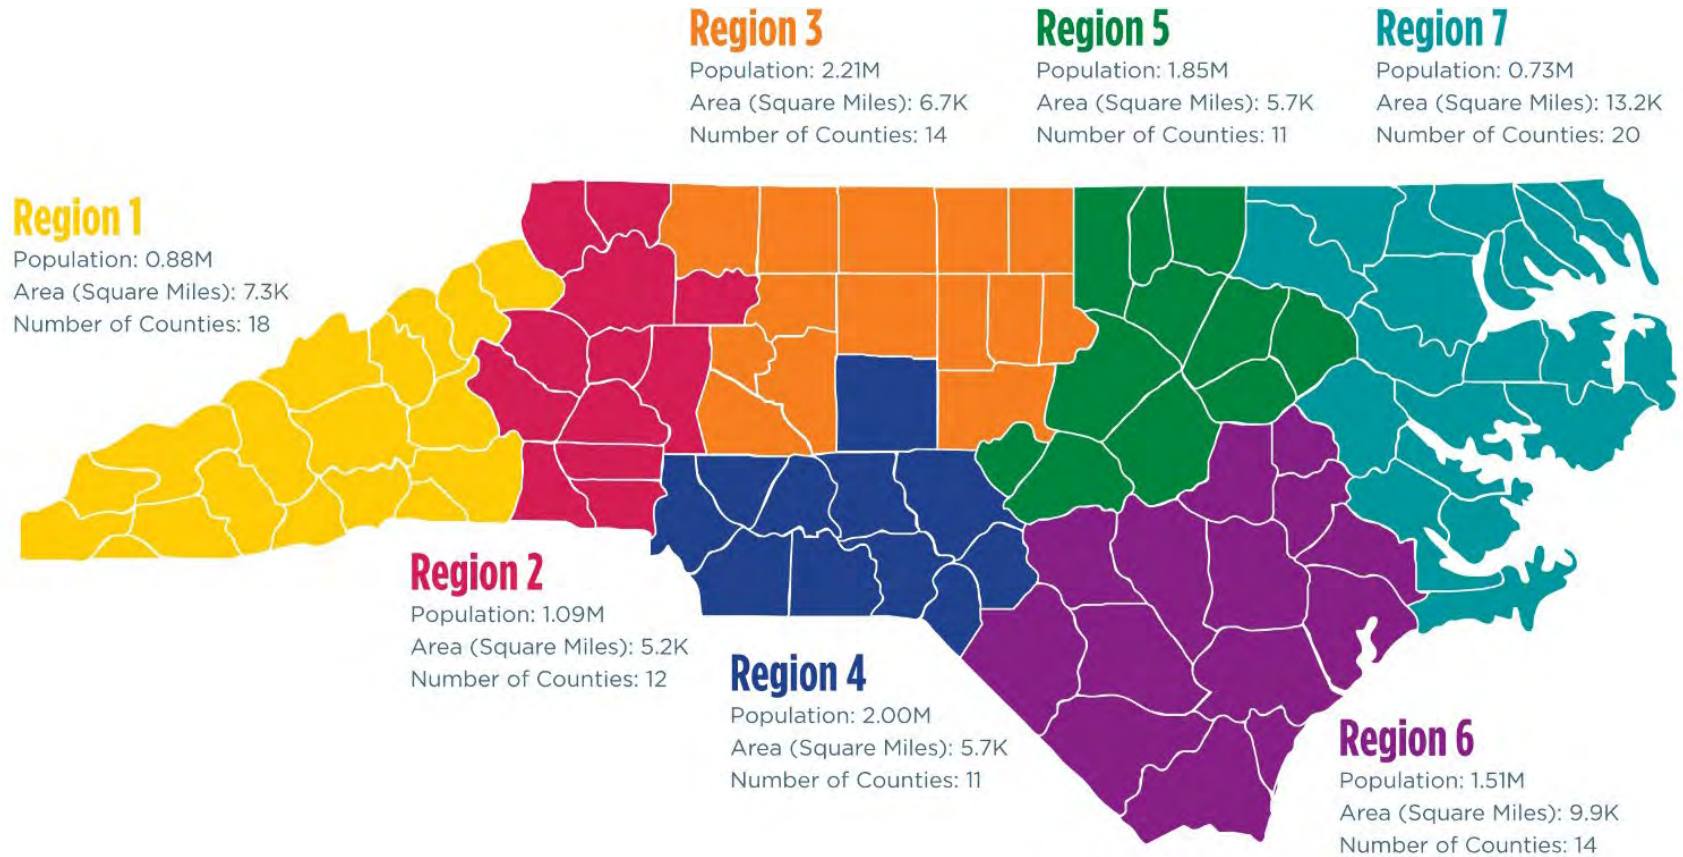 Region 3
Population: 2.21M
Area (Square Miles): 6.7K
Number of Counties: 14
Region 5
Population: 1.85M
Area (Square Miles): 5.7K
Number of Counties: 11
Region 7
Population: 0.73M
Area (Square Miles): 13.2K
Number of Counties: 20
Region 1
Population: 0.88M
Area (Square Miles): 7.3K
Number of Counties: 18
Region 2
Population: 1.09M
Area (Square Miles): 5.2K
Number of Counties: 12
Region 4
Population: 2.00M
Area (Square Miles): 5.7K
Number of Counties: 11
Region 6
Population: 1.51M
Area (Square Miles): 9.9K
Number of Counties: 14